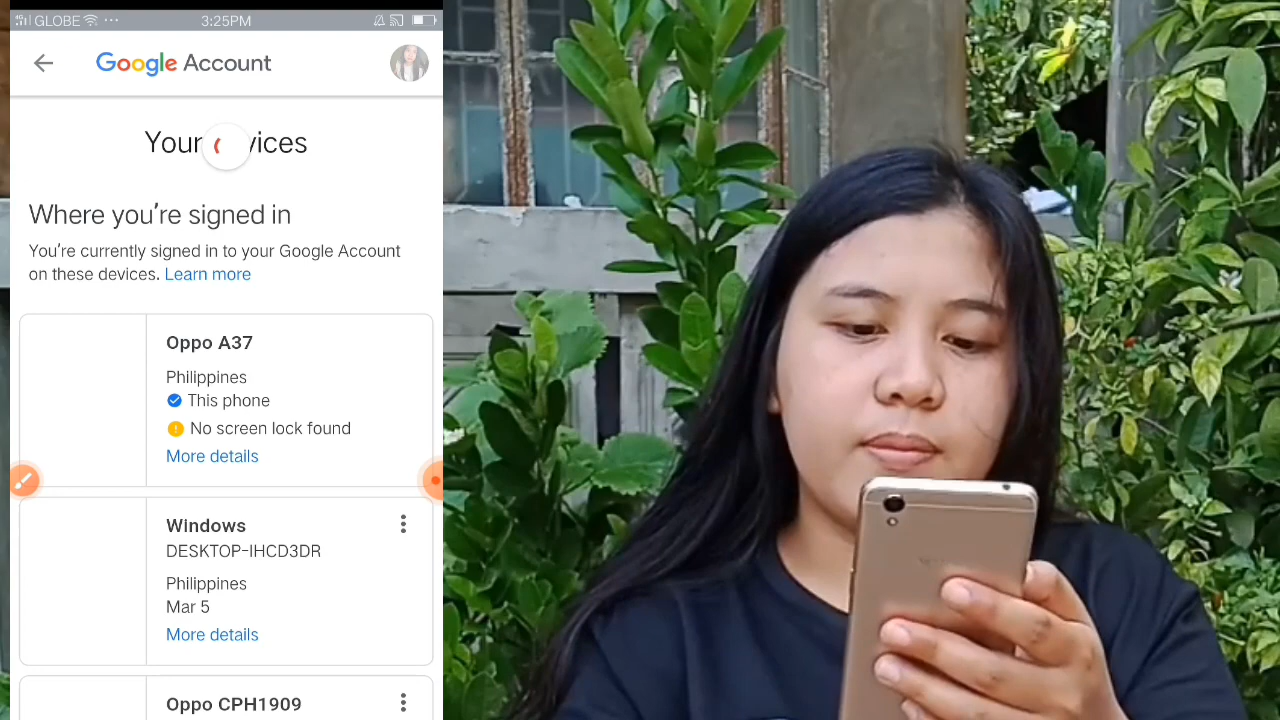 GLOBE 3:25PM
Google Account
Your vices
Where you're signed in
You're currently signed in to your Google Account
on these devices. Learn more
Oppo A37
Philippines
This phone
No screen lock found
More details
Windows
DESKTOP-IHCD3DR
Philippines
Mar 5
More details
Oppo CPH1909